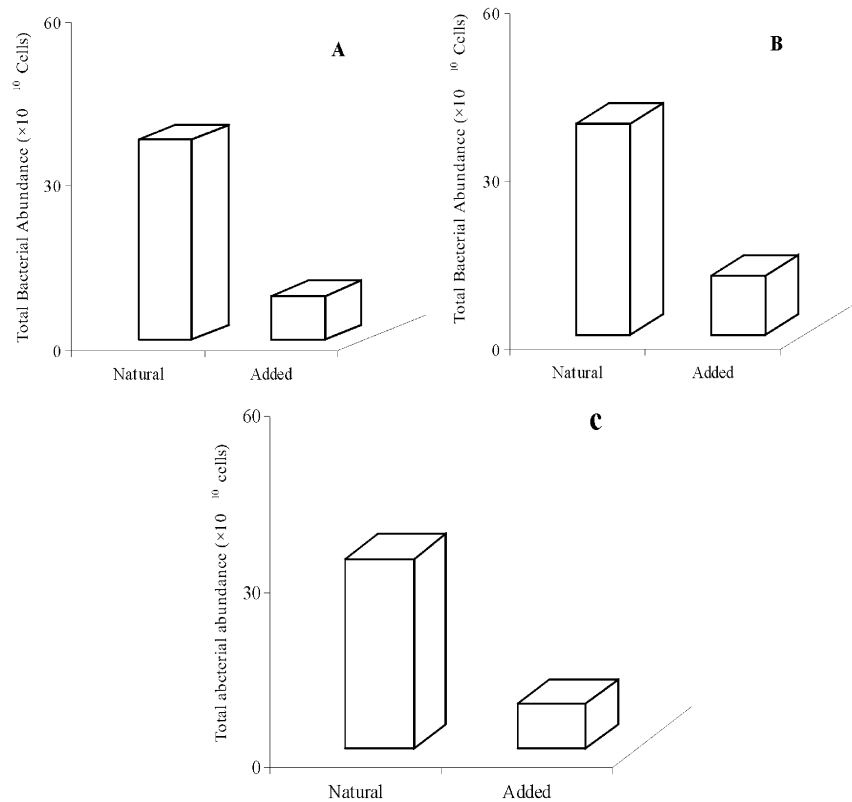 60
A
Total Bacterial Abundance (×10 10 Cells)
30
0
Natural Added
60
B
Total Bacterial Abundance (×10 10 Cells)
30
0
Natural Added
60
C
Total abcterial abundance (×10 10 cells)
30
0
Natural Added